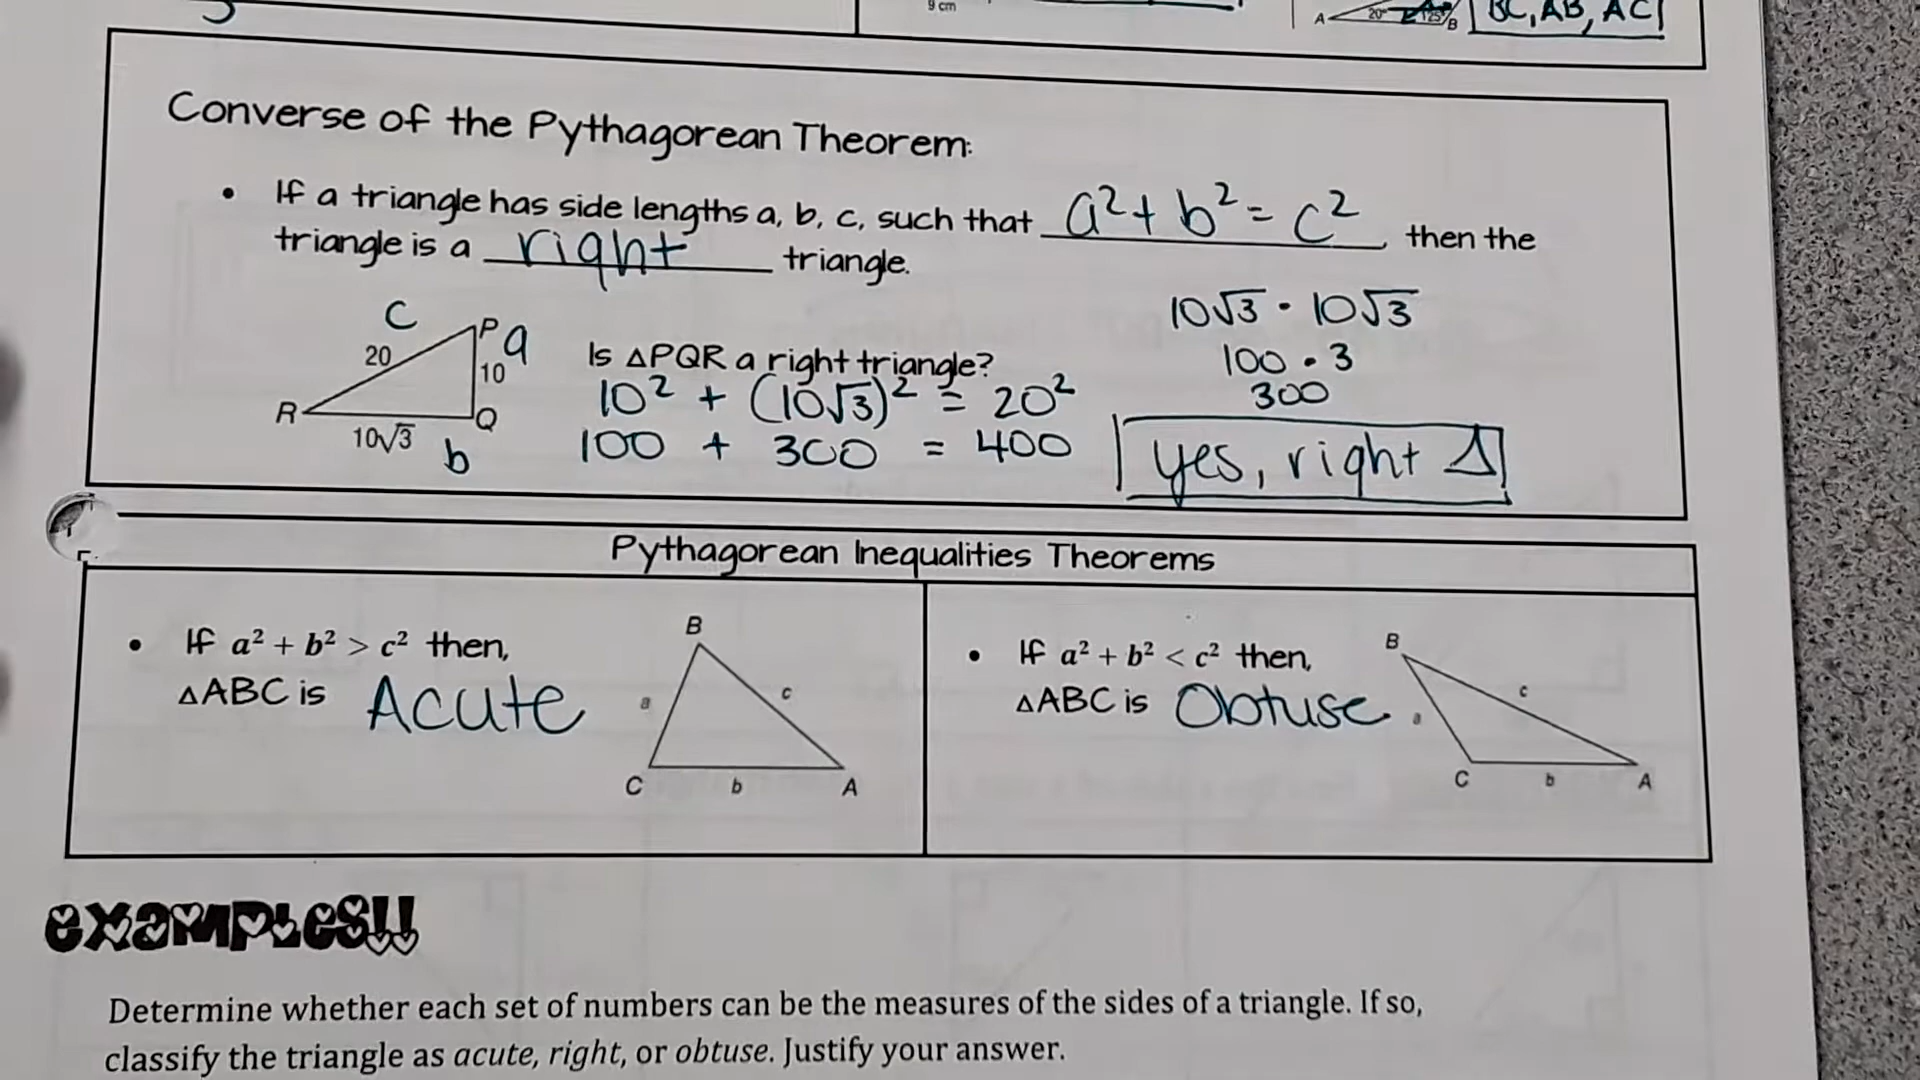 9 cm
A 20° 125° B BC, AB, AC
Converse of the Pythagorean Theorem:
• If a triangle has side lengths a, b, c, such that a² + b² = c², then the
triangle is a right triangle.
C
20
P a
10
R
Q
10√3 b
Is △PQR a right triangle?
10² + (10√3)² = 20²
100 + 300 = 400
10√3 · 10√3
100 · 3
300
yes, right △
Pythagorean Inequalities Theorems
• If a² + b² > c² then,
△ABC is Acute
B
a
c
C b A
• If a² + b² < c² then,
△ABC is Obtuse
B
a
c
C b A
examples!!
Determine whether each set of numbers can be the measures of the sides of a triangle. If so,
classify the triangle as acute, right, or obtuse. Justify your answer.